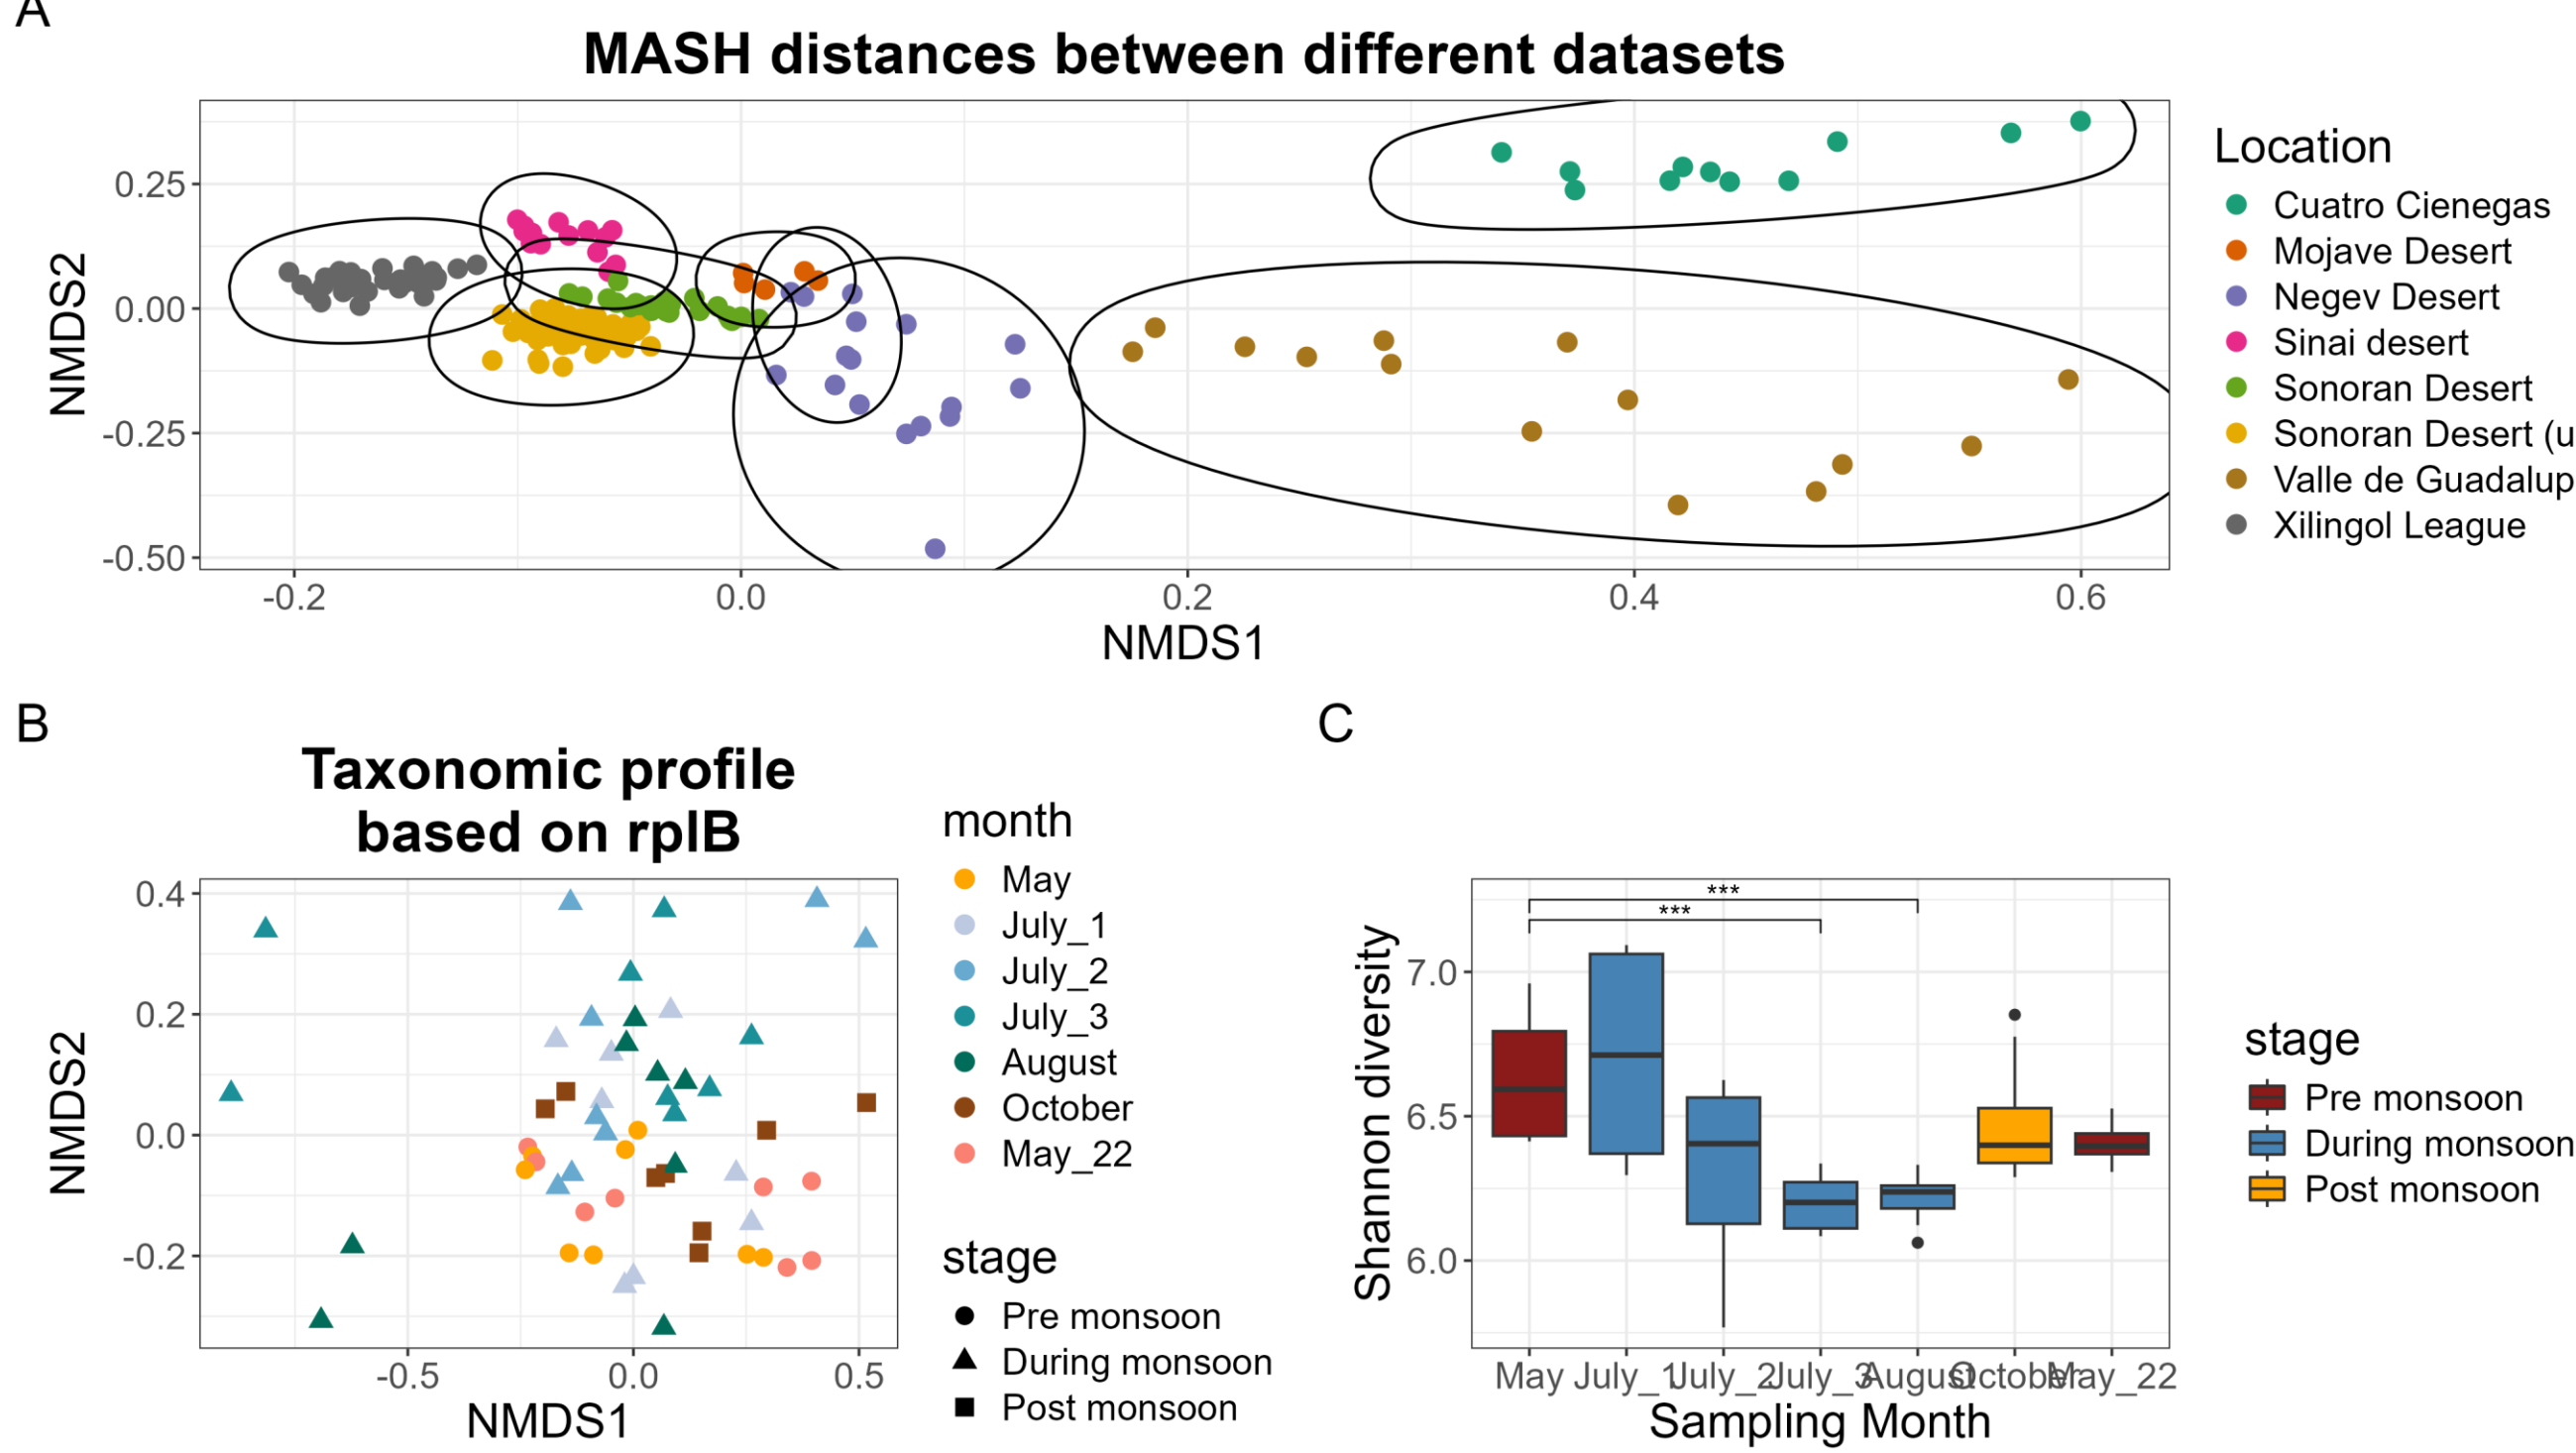 A
MASH distances between different datasets
NMDS2
0.25
0.00
-0.25
-0.50
-0.2
0.0
0.2
0.4
0.6
NMDS1
Location
Cuatro Cienegas
Mojave Desert
Negev Desert
Sinai desert
Sonoran Desert
Sonoran Desert (u
Valle de Guadalup
Xilingol League
B
Taxonomic profile
based on rplB
NMDS2
0.4
0.2
0.0
-0.2
-0.5
0.0
0.5
NMDS1
month
May
July_1
July_2
July_3
August
October
May_22
stage
Pre monsoon
During monsoon
Post monsoon
C
Shannon diversity
7.0
6.5
6.0
***
***
May
July_1
July_2
July_3
August
October
May_22
Sampling Month
stage
Pre monsoon
During monsoon
Post monsoon